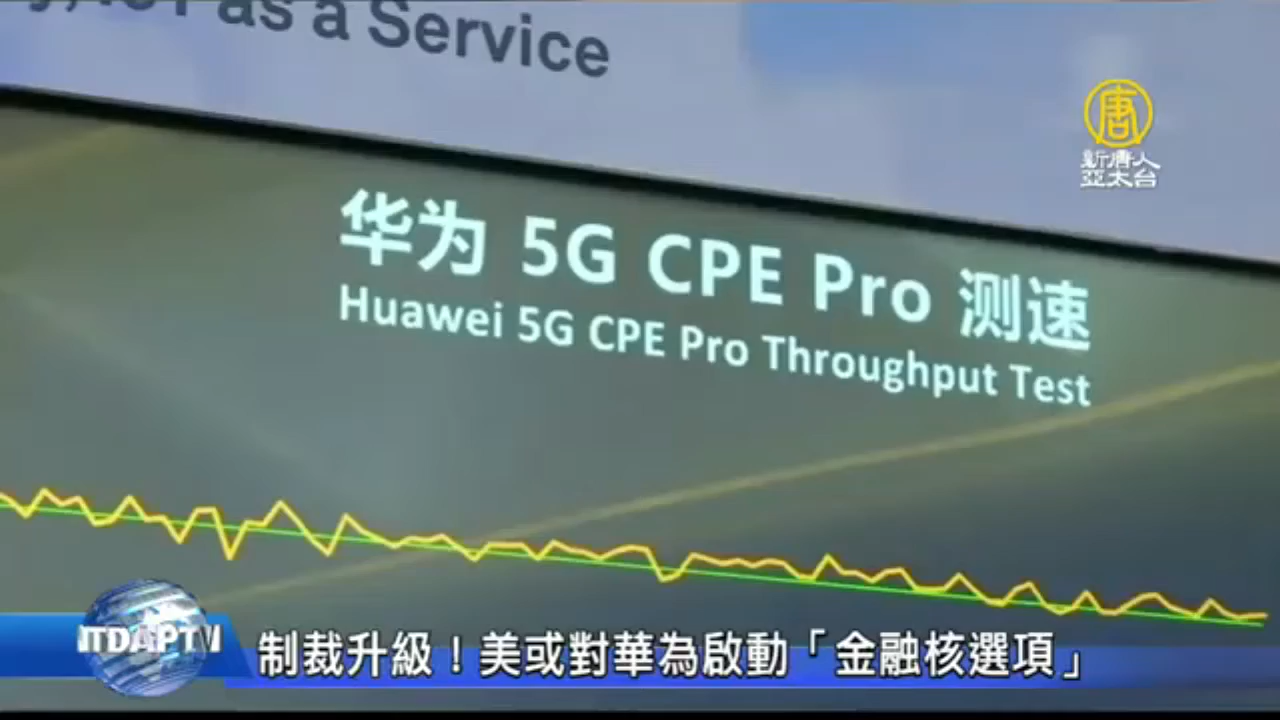 as a Service
唐
新唐人
亞太台
华为 5G CPE Pro 测速
Huawei 5G CPE Pro Throughput Test
NTDAPTV
制裁升級！美或對華為啟動「金融核選項」